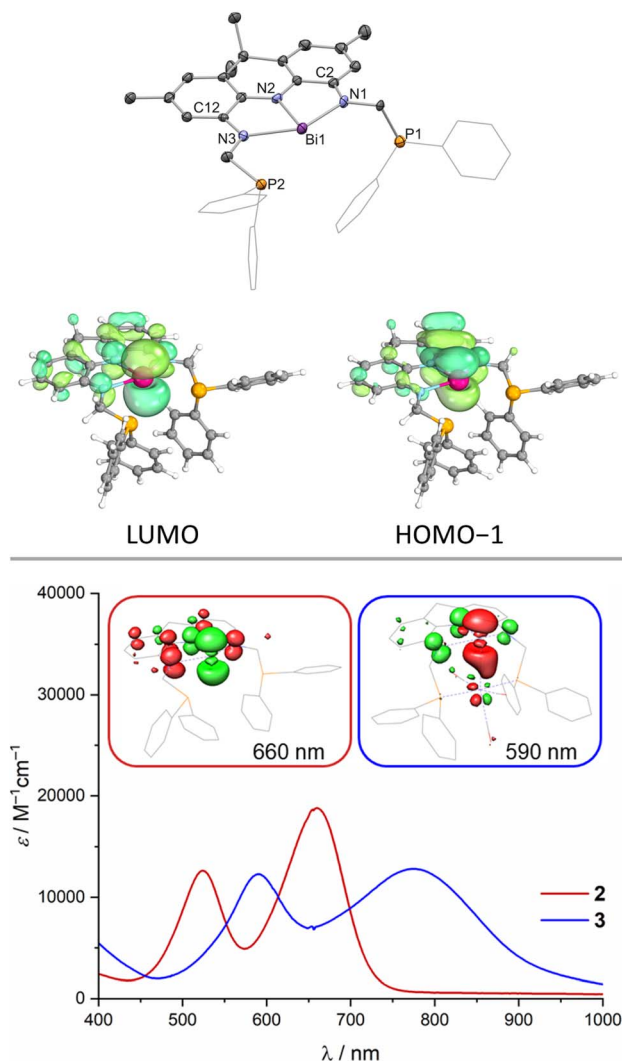 C2
N2
N1
C12
Bi1
N3
P1
P2
LUMO
HOMO−1
40000
30000
20000
10000
0
ε / M⁻¹cm⁻¹
660 nm
590 nm
2
3
400
500
600
700
800
900
1000
λ / nm